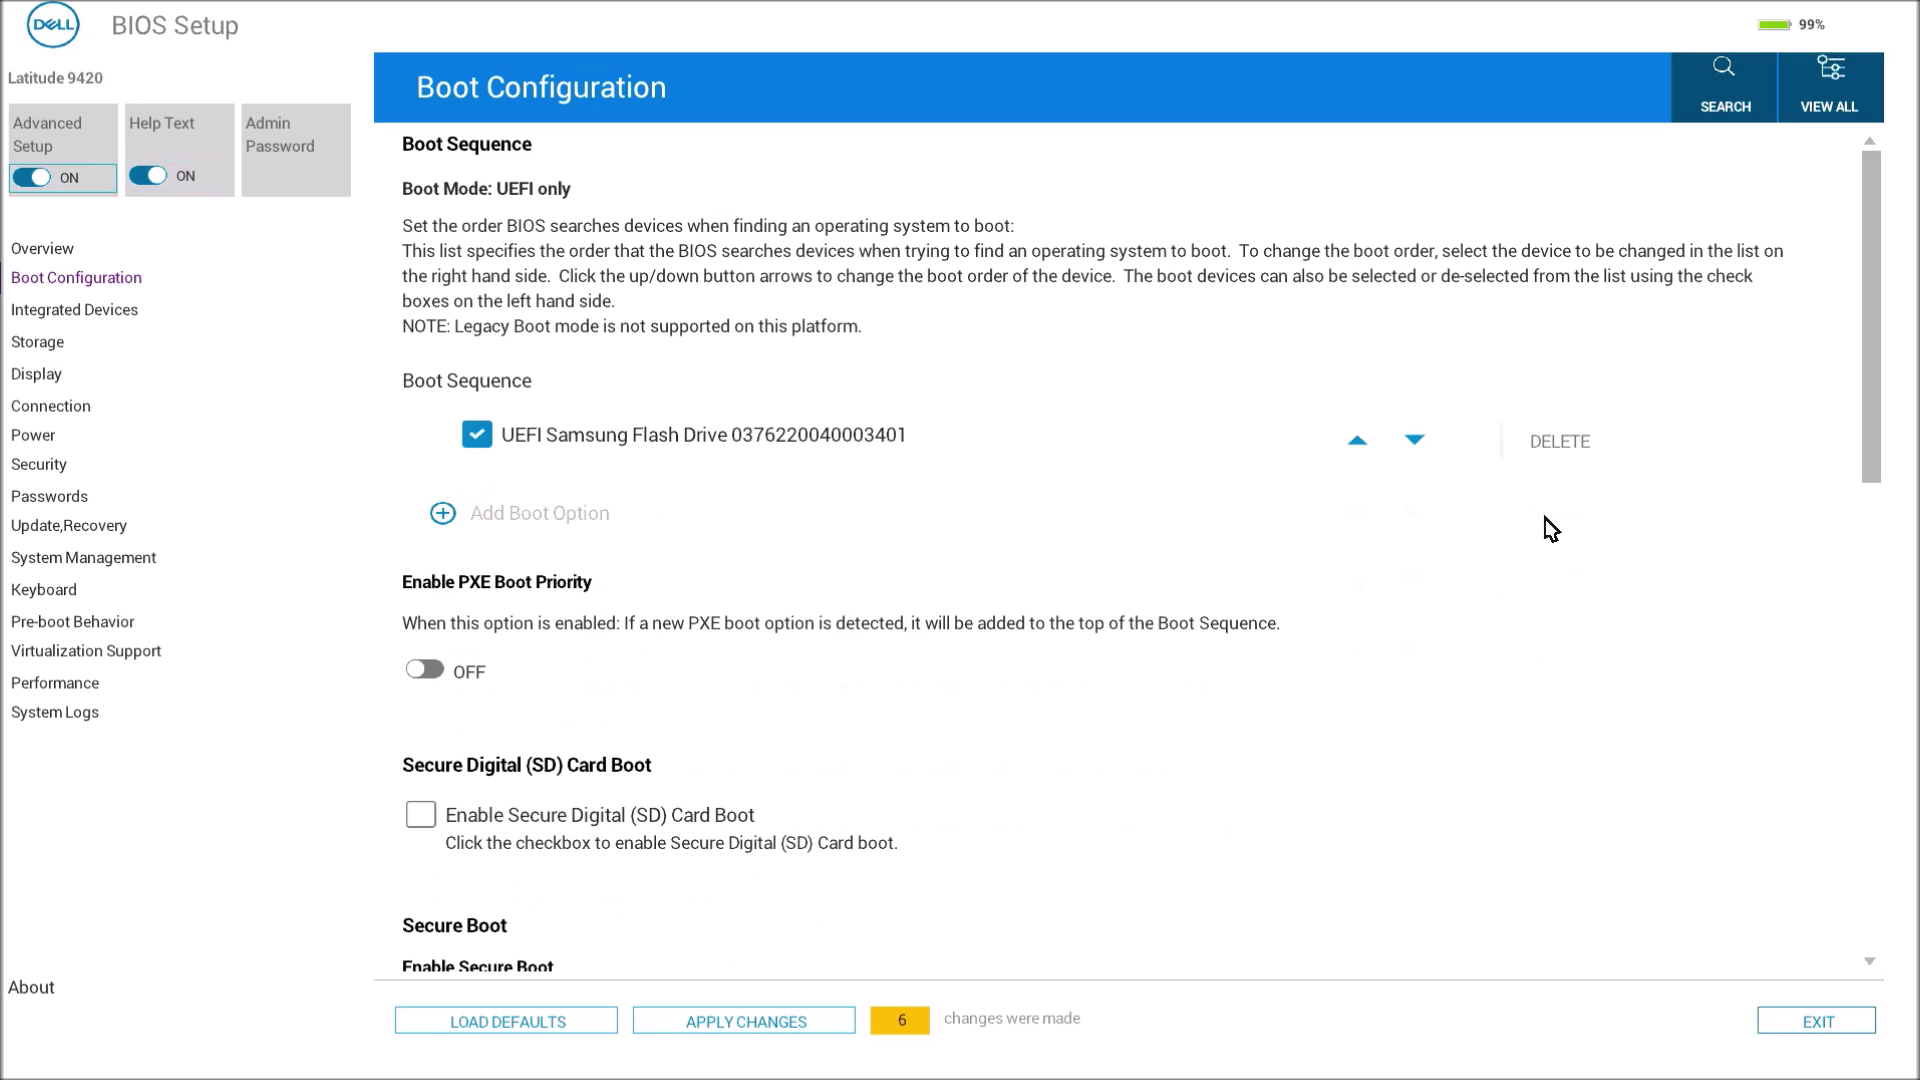 DELL
BIOS Setup
99%
Latitude 9420
Advanced Setup
ON
Help Text
ON
Admin Password
Overview
Boot Configuration
Integrated Devices
Storage
Display
Connection
Power
Security
Passwords
Update,Recovery
System Management
Keyboard
Pre-boot Behavior
Virtualization Support
Performance
System Logs
About
Boot Configuration
SEARCH
VIEW ALL
Boot Sequence
Boot Mode: UEFI only
Set the order BIOS searches devices when finding an operating system to boot:
This list specifies the order that the BIOS searches devices when trying to find an operating system to boot.  To change the boot order, select the device to be changed in the list on
the right hand side.  Click the up/down button arrows to change the boot order of the device.  The boot devices can also be selected or de-selected from the list using the check
boxes on the left hand side.
NOTE: Legacy Boot mode is not supported on this platform.
Boot Sequence
UEFI Samsung Flash Drive 0376220040003401
DELETE
Add Boot Option
Enable PXE Boot Priority
When this option is enabled: If a new PXE boot option is detected, it will be added to the top of the Boot Sequence.
OFF
Secure Digital (SD) Card Boot
Enable Secure Digital (SD) Card Boot
Click the checkbox to enable Secure Digital (SD) Card boot.
Secure Boot
Enable Secure Boot
LOAD DEFAULTS
APPLY CHANGES
6
changes were made
EXIT